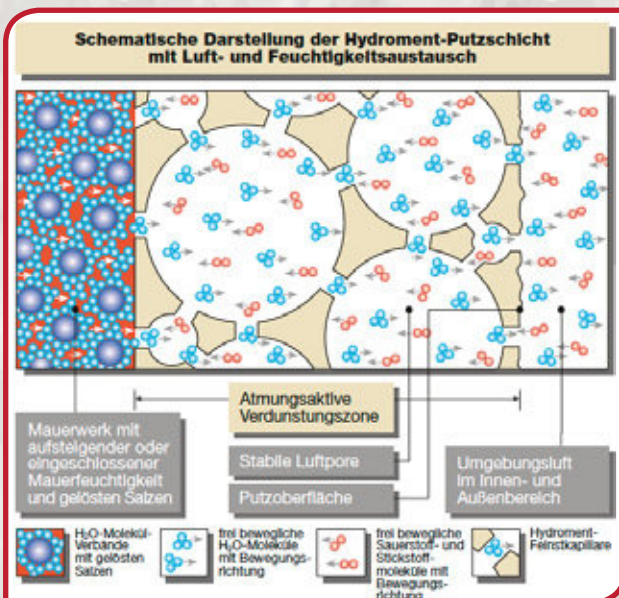 Schematische Darstellung der Hydroment-Putzschicht
mit Luft- und Feuchtigkeitsaustausch
Atmungsaktive
Verdunstungszone
Mauerwerk mit
aufsteigender oder
eingeschlossener
Mauerfeuchtigkeit
und gelösten Salzen
Stabile Luftpore
Putzoberfläche
Umgebungsluft
im Innen- und
Außenbereich
H₂O-Molekül-
Verbände
mit gelösten
Salzen
frei bewegliche
H₂O-Moleküle
mit Bewegungs-
richtung
frei bewegliche
Sauerstoff- und
Stickstoff-
moleküle mit
Bewegungs-
richtung
Hydroment-
Feinstkapillare